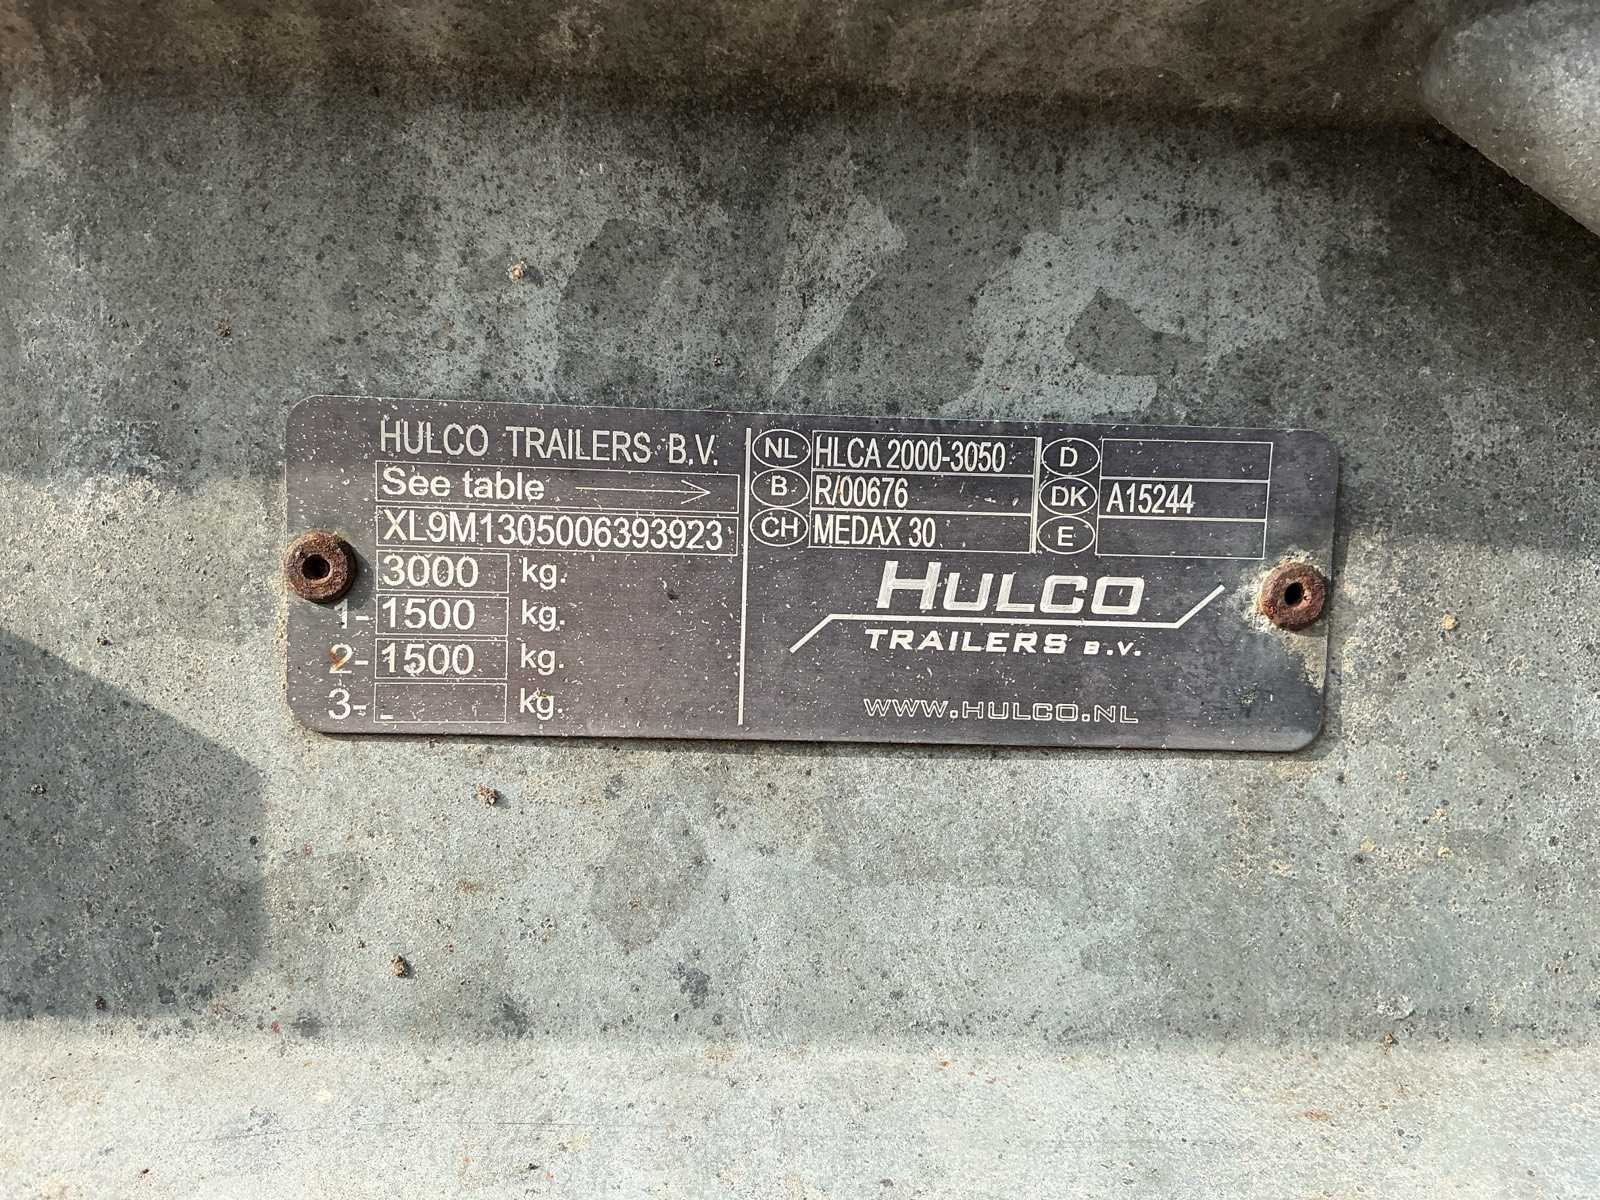 HULCO TRAILERS B.V.
See table
XL9M1305006393923
3000 kg.
1- 1500 kg.
2- 1500 kg.
3- - kg.
NL HLCA 2000-3050
B R/00676
CH MEDAX 30
D
DK A15244
E
HULCO
TRAILERS B.V.
WWW.HULCO.NL